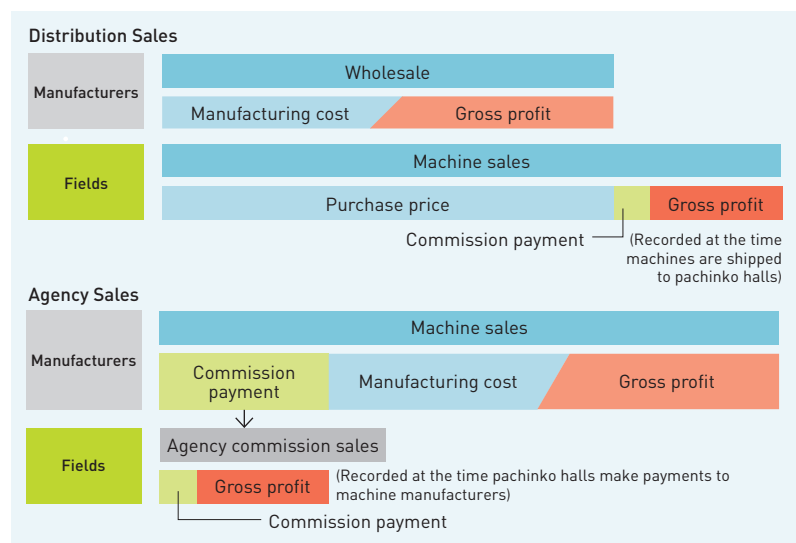 Distribution Sales
Manufacturers
Wholesale
Manufacturing cost
Gross profit
Fields
Machine sales
Purchase price
Gross profit
Commission payment
(Recorded at the time
machines are shipped
to pachinko halls)
Agency Sales
Manufacturers
Machine sales
Commission
payment
Manufacturing cost
Gross profit
Fields
Agency commission sales
Gross profit
(Recorded at the time pachinko halls make payments to
machine manufacturers)
Commission payment